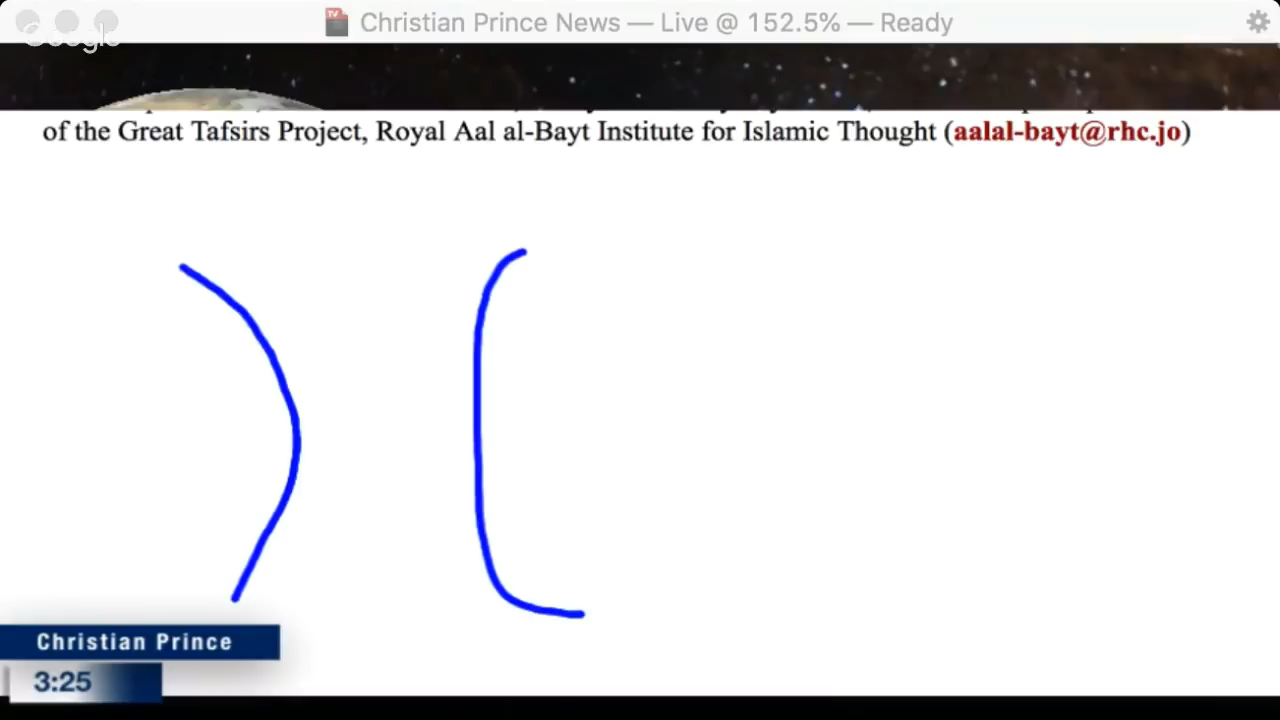 Christian Prince News — Live @ 152.5% — Ready
Google
of the Great Tafsirs Project, Royal Aal al-Bayt Institute for Islamic Thought (aalal-bayt@rhc.jo)
Christian Prince
3:25